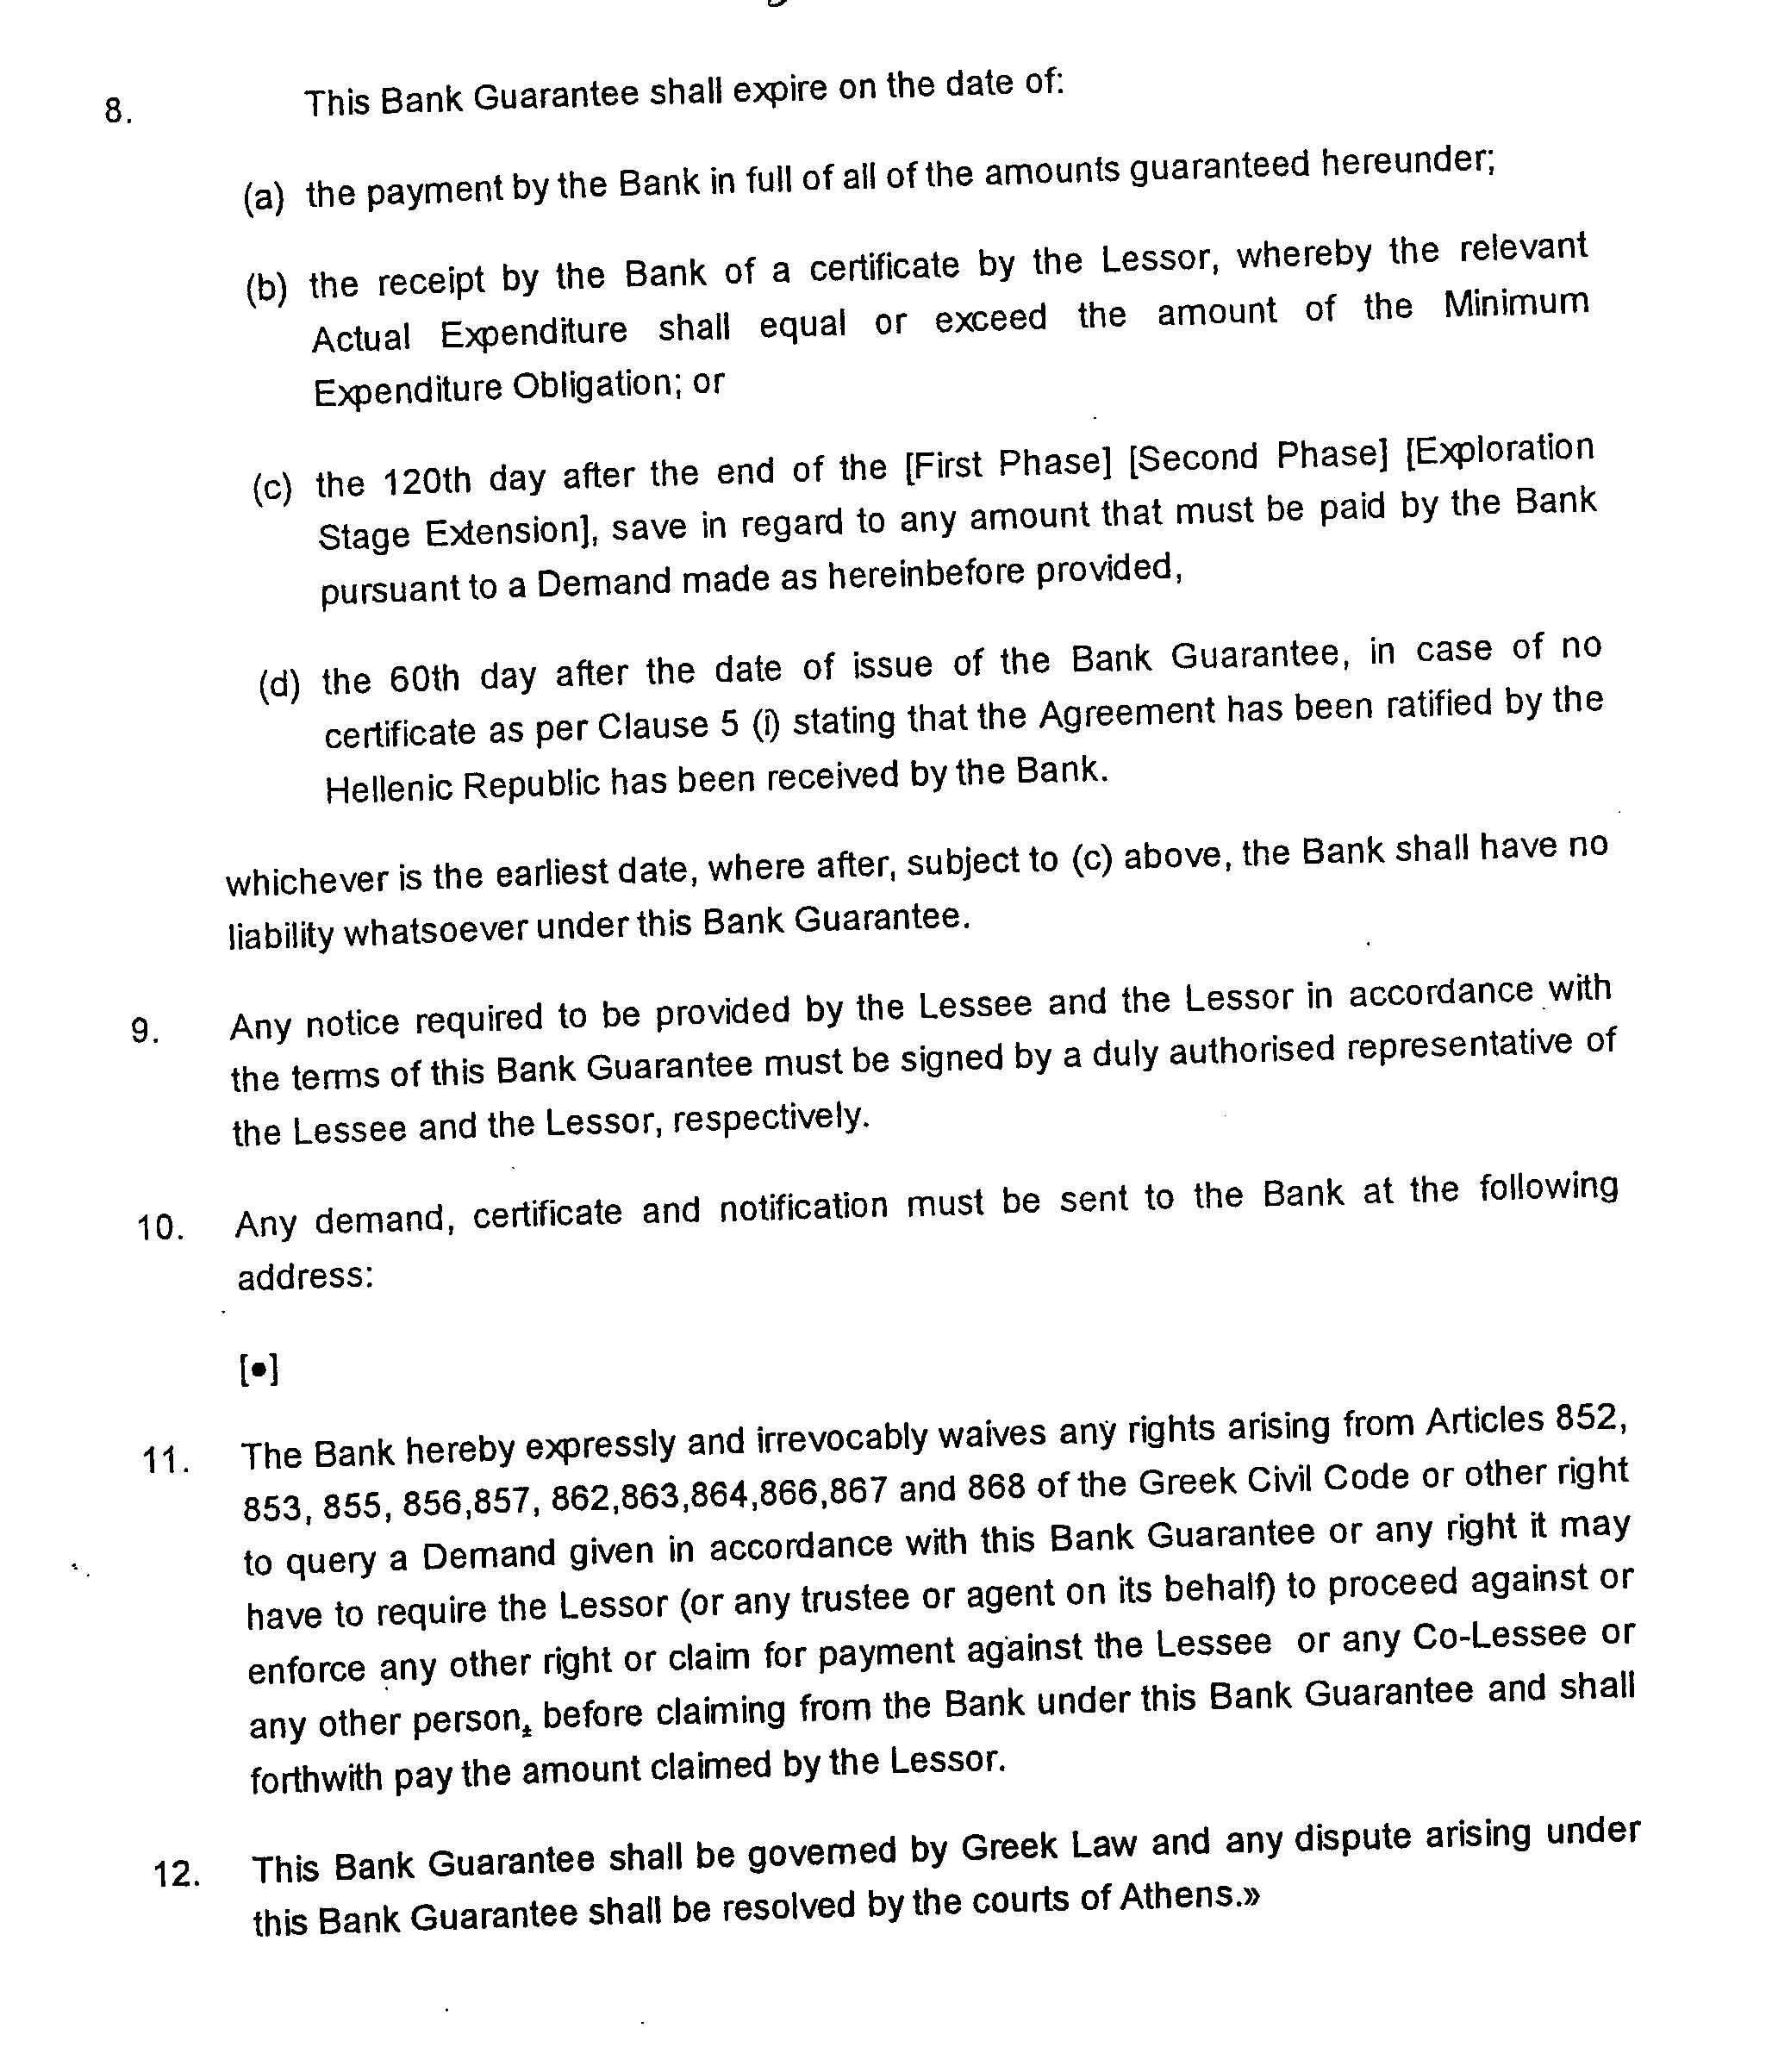 8. This Bank Guarantee shall expire on the date of:
(a) the payment by the Bank in full of all of the amounts guaranteed hereunder;
(b) the receipt by the Bank of a certificate by the Lessor, whereby the relevant
Actual Expenditure shall equal or exceed the amount of the Minimum
Expenditure Obligation; or
(c) the 120th day after the end of the [First Phase] [Second Phase] [Exploration
Stage Extension], save in regard to any amount that must be paid by the Bank
pursuant to a Demand made as hereinbefore provided,
(d) the 60th day after the date of issue of the Bank Guarantee, in case of no
certificate as per Clause 5 (i) stating that the Agreement has been ratified by the
Hellenic Republic has been received by the Bank.
whichever is the earliest date, where after, subject to (c) above, the Bank shall have no
liability whatsoever under this Bank Guarantee.
9. Any notice required to be provided by the Lessee and the Lessor in accordance with
the terms of this Bank Guarantee must be signed by a duly authorised representative of
the Lessee and the Lessor, respectively.
10. Any demand, certificate and notification must be sent to the Bank at the following
address:
[•]
11. The Bank hereby expressly and irrevocably waives any rights arising from Articles 852,
853, 855, 856,857, 862,863,864,866,867 and 868 of the Greek Civil Code or other right
to query a Demand given in accordance with this Bank Guarantee or any right it may
have to require the Lessor (or any trustee or agent on its behalf) to proceed against or
enforce any other right or claim for payment against the Lessee or any Co-Lessee or
any other person, before claiming from the Bank under this Bank Guarantee and shall
forthwith pay the amount claimed by the Lessor.
12. This Bank Guarantee shall be governed by Greek Law and any dispute arising under
this Bank Guarantee shall be resolved by the courts of Athens.»